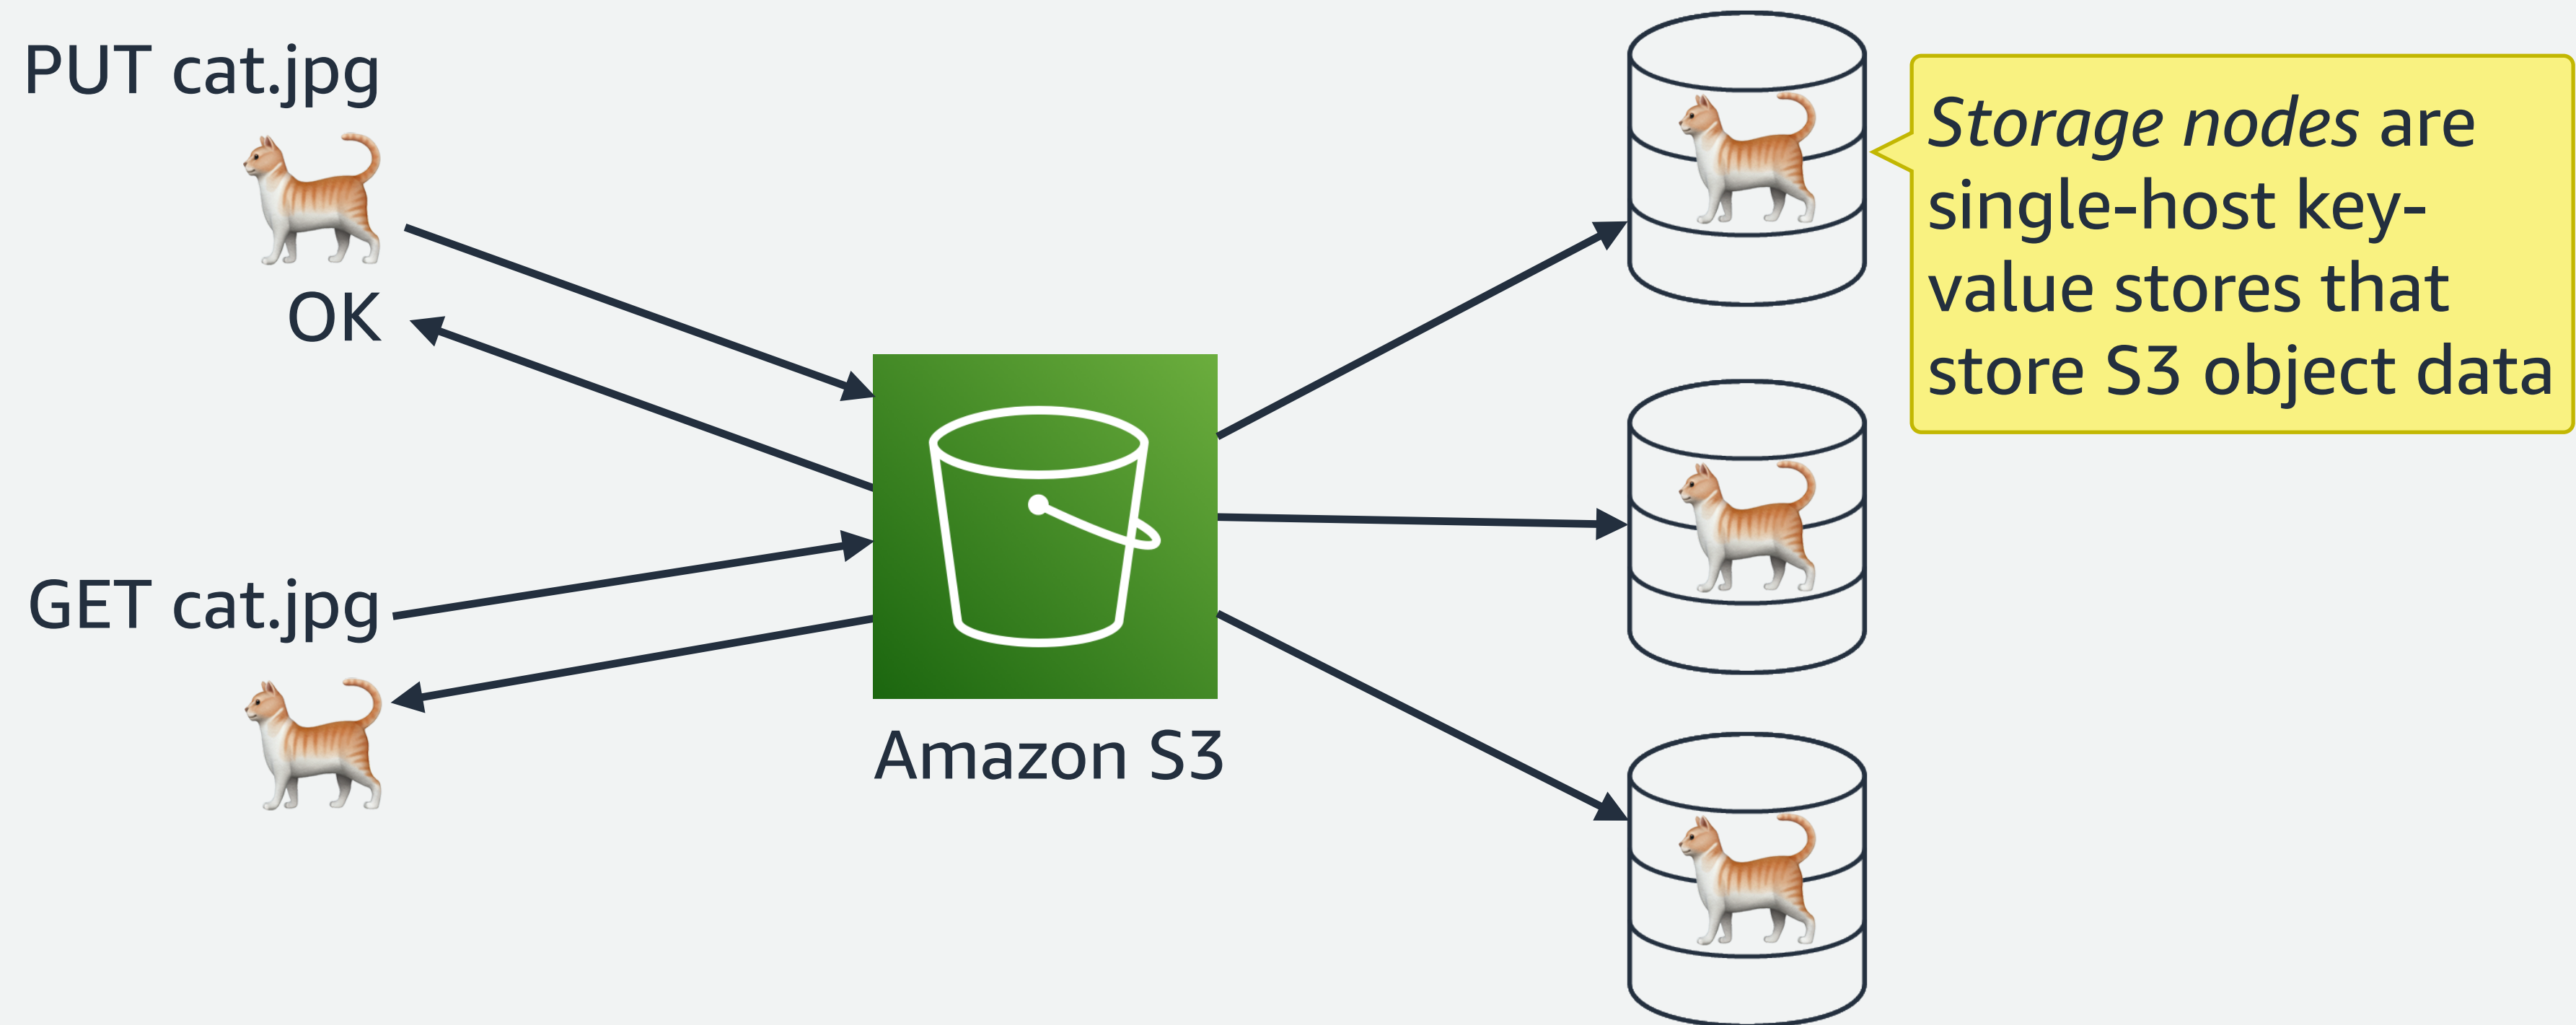 PUT cat.jpg
OK
GET cat.jpg
Amazon S3
Storage nodes are
single-host key-
value stores that
store S3 object data